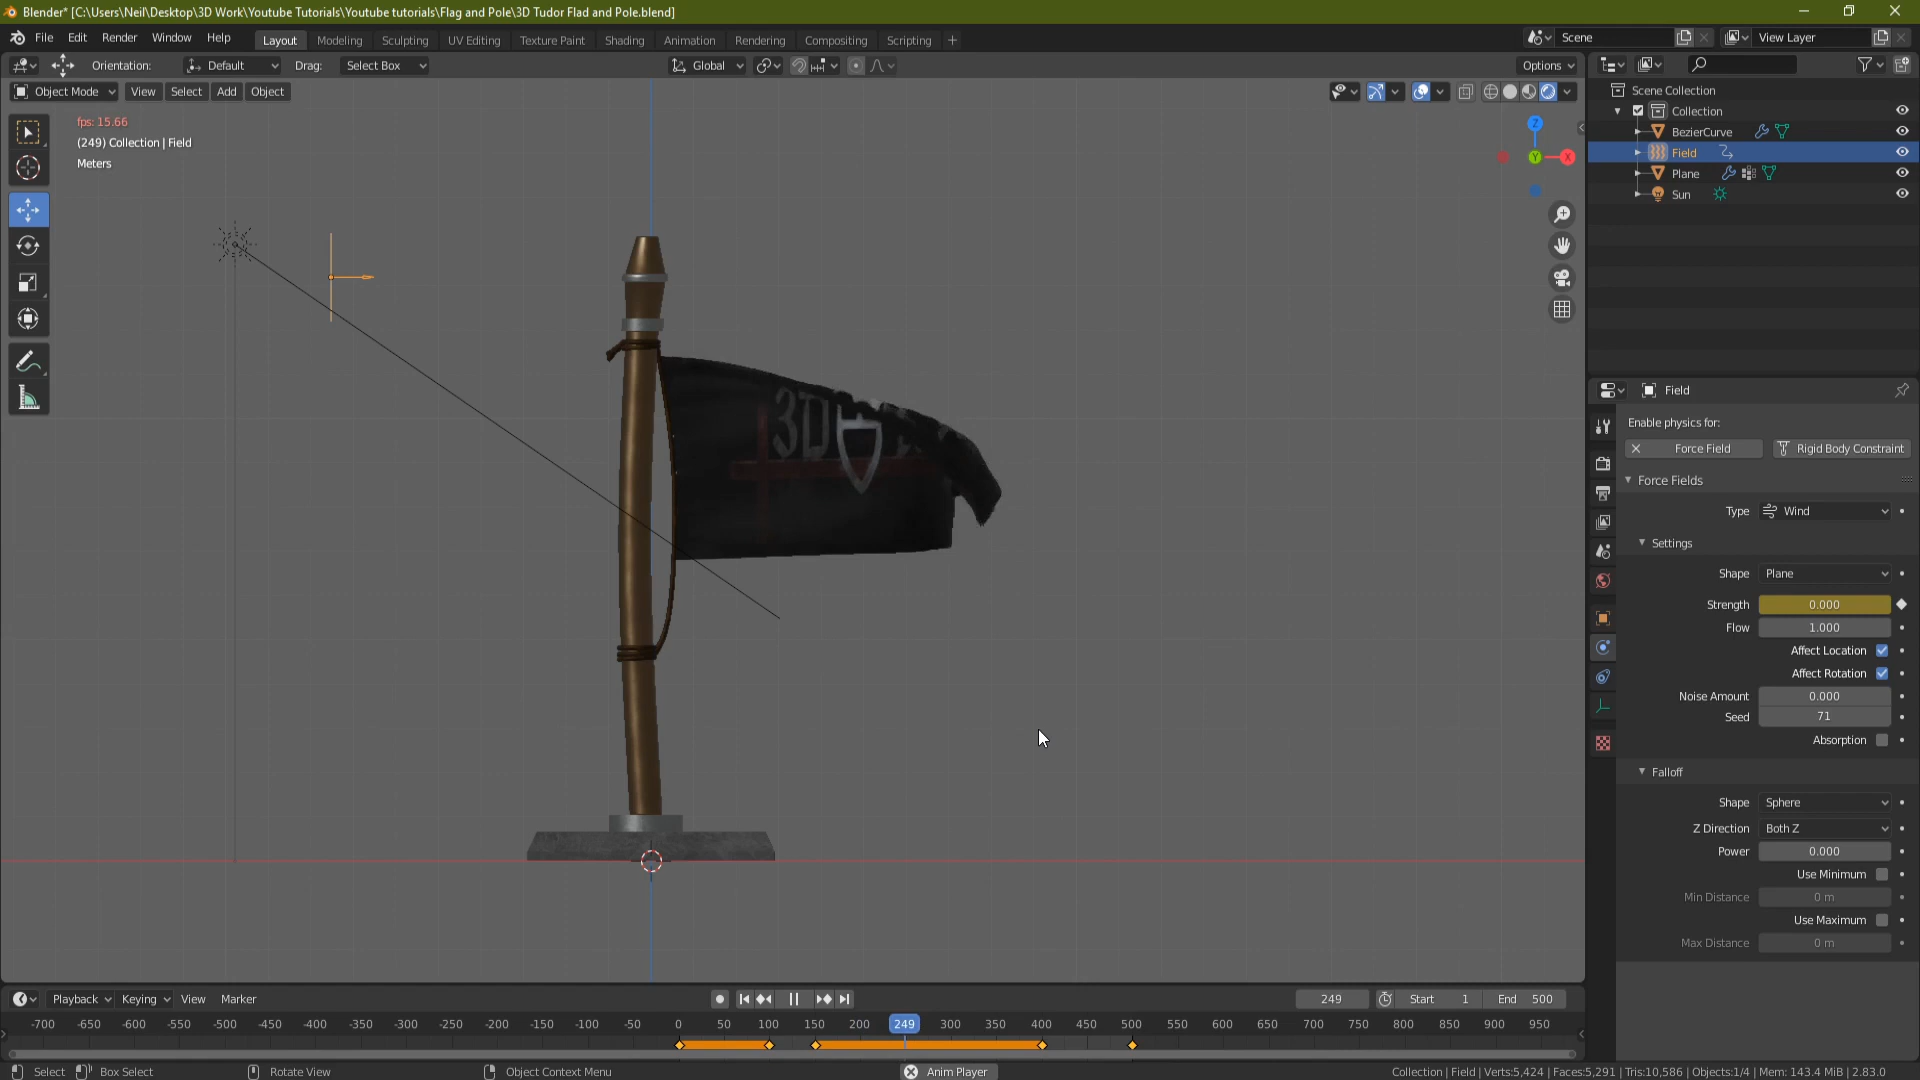 Blender* [C:\Users\Neil\Desktop\3D Work\Youtube Tutorials\Youtube tutorials\Flag and Pole\3D Tudor Flad and Pole.blend]
File Edit Render Window Help Layout Modeling Sculpting UV Editing Texture Paint Shading Animation Rendering Compositing Scripting + Scene View Layer
Orientation: Default Drag: Select Box Global Options
Object Mode View Select Add Object
fps: 15.66
(249) Collection | Field
Meters
Z
Y
X
3D
Scene Collection
Collection
BezierCurve
Field
Plane
Sun
Field
Enable physics for:
Force Field Rigid Body Constraint
Force Fields
Type Wind
Settings
Shape Plane
Strength 0.000
Flow 1.000
Affect Location
Affect Rotation
Noise Amount 0.000
Seed 71
Absorption
Falloff
Shape Sphere
Z Direction Both Z
Power 0.000
Use Minimum
Min Distance 0 m
Use Maximum
Max Distance 0 m
Playback Keying View Marker 249 Start 1 End 500
-700 -650 -600 -550 -500 -450 -400 -350 -300 -250 -200 -150 -100 -50 0 50 100 150 200 249 300 350 400 450 500 550 600 650 700 750 800 850 900 950
Select Box Select Rotate View Object Context Menu Anim Player Collection | Field | Verts:5,424 | Faces:5,291 | Tris:10,586 | Objects:1/4 | Mem: 143.4 MiB | 2.83.0